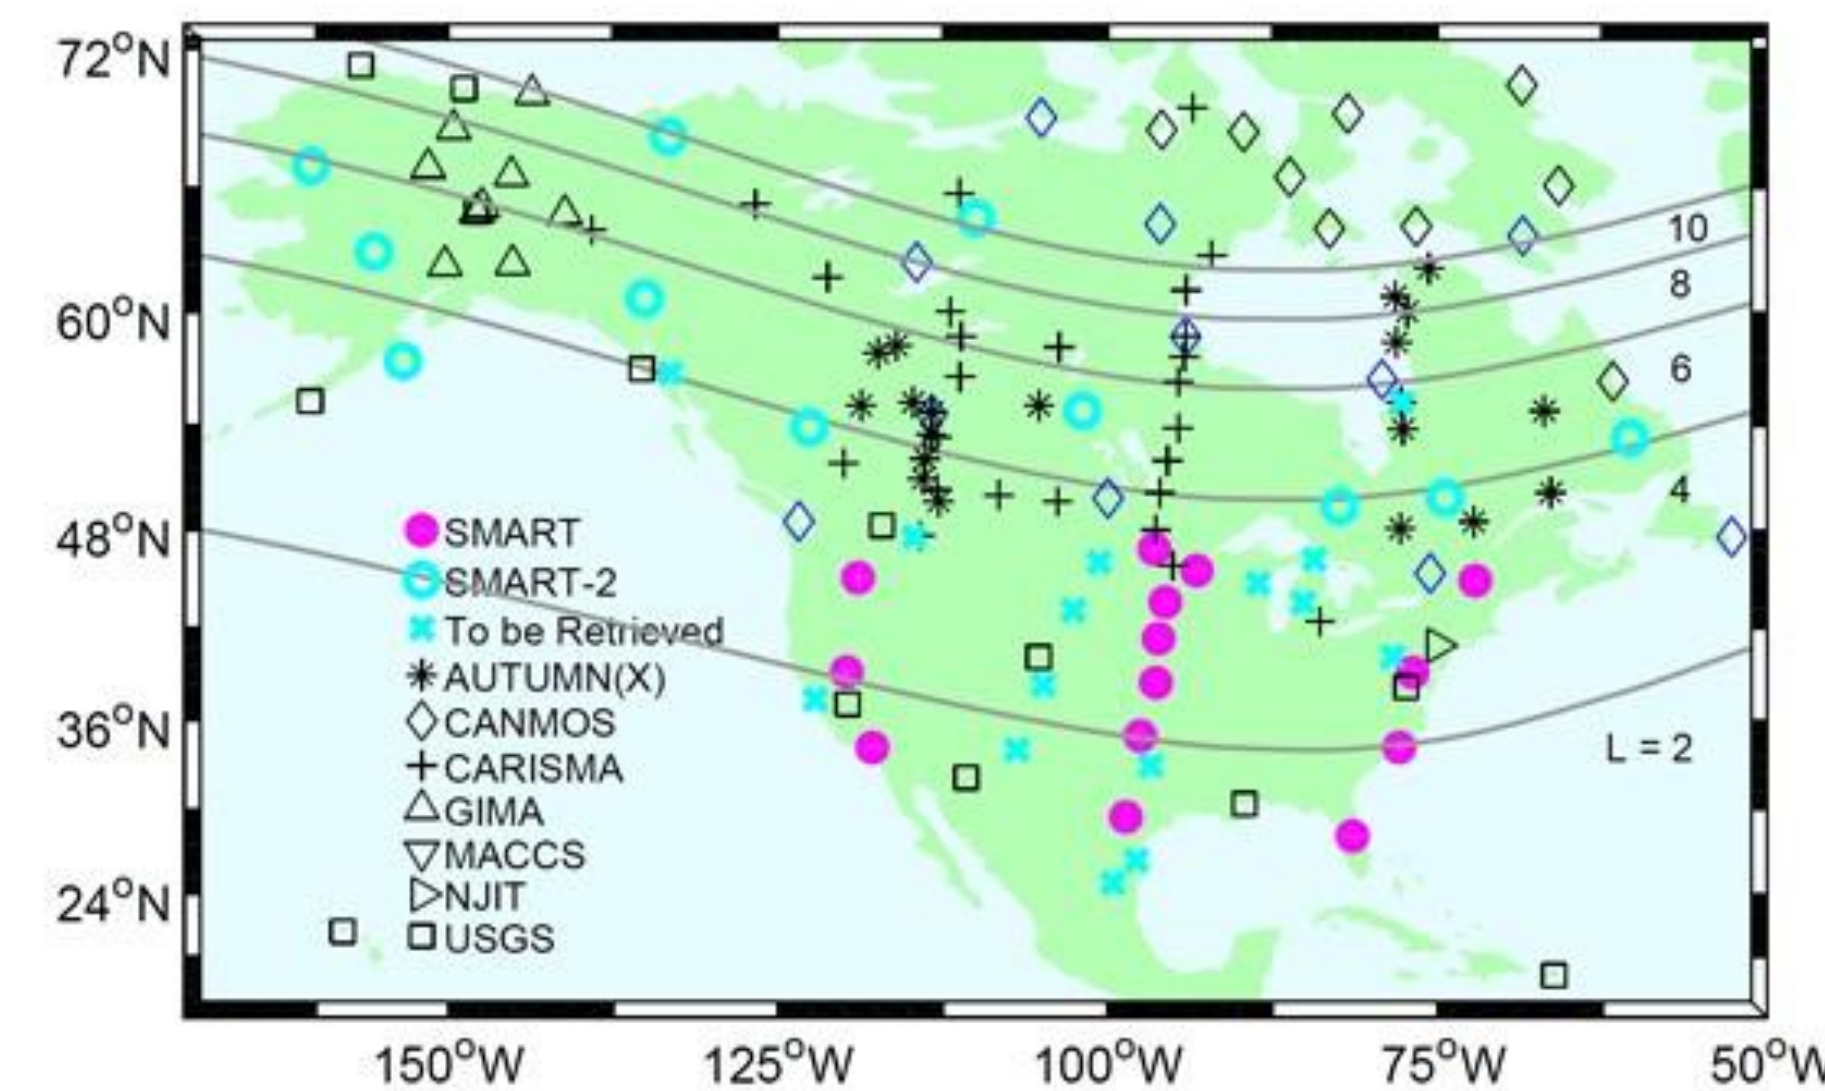 72°N
60°N
48°N
36°N
24°N
10
8
6
4
L = 2
SMART
SMART-2
To be Retrieved
AUTUMN(X)
CANMOS
CARISMA
GIMA
MACCS
NJIT
USGS
150°W 125°W 100°W 75°W 50°W